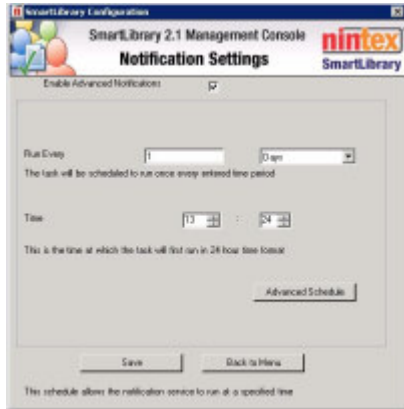 SmartLibrary Configuration
SmartLibrary 2.1 Management Console
Notification Settings
nintex
SmartLibrary
Enable Advanced Notifications
Run Every 1 Days
The task will be scheduled to run once every entered time period
Time 13 : 24
This is the time at which the task will first run in 24 hour time format
Advanced Schedule
Save Back to Menu
This schedule allows the notification service to run at a specified time